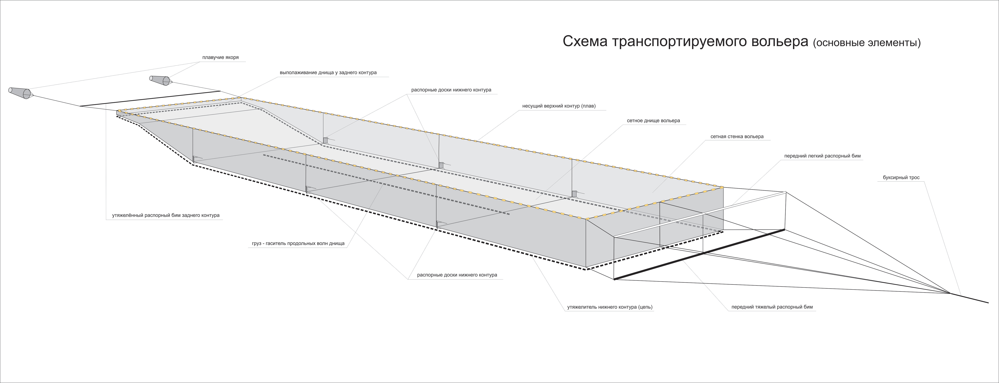 Схема транспортируемого вольера (основные элементы)
плавучие якоря
выполаживание днища у заднего контура
распорные доски нижнего контура
несущий верхний контур (плав)
сетное днище вольера
сетная стенка вольера
передний легкий распорный бим
буксирный трос
утяжелённый распорный бим заднего контура
груз - гаситель продольных волн днища
распорные доски нижнего контура
утяжелитель нижнего контура (цепь)
передний тяжелый распорный бим